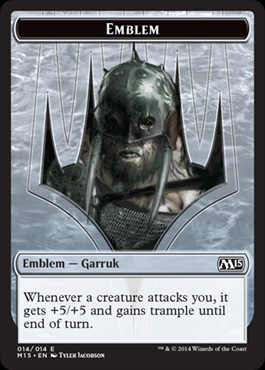 EMBLEM
Emblem — Garruk
M15
Whenever a creature attacks you, it
gets +5/+5 and gains trample until
end of turn.
014/014 E
M15 • EN TYLER JACOBSON
™ & © 2014 Wizards of the Coast